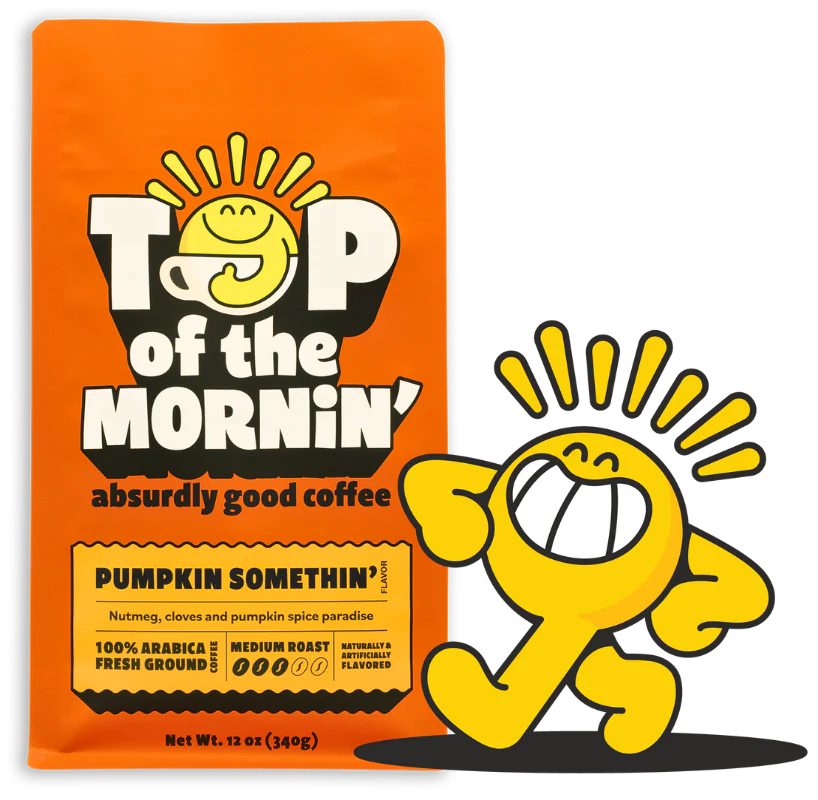 TOP
of the
MORNiN'
absurdly good coffee
PUMPKIN SOMETHIN' FLAVOR
Nutmeg, cloves and pumpkin spice paradise
100% ARABICA
FRESH GROUND
COFFEE
MEDIUM ROAST
NATURALLY &
ARTIFICIALLY
FLAVORED
Net Wt. 12 oz (340g)